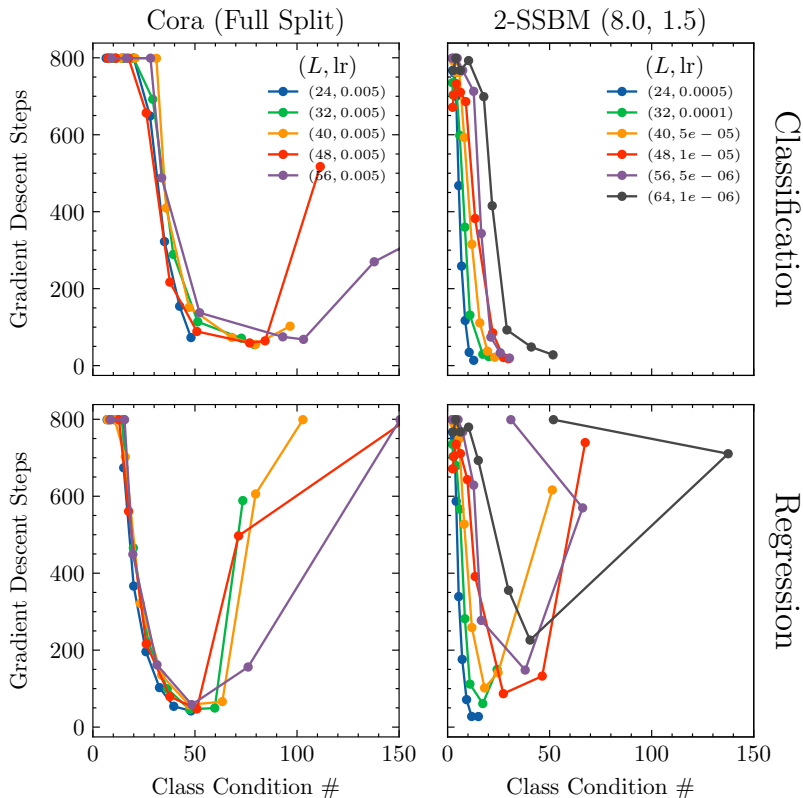 Cora (Full Split)
2-SSBM (8.0, 1.5)
Gradient Descent Steps
800
600
400
200
0
(L, lr)
(24, 0.005)
(32, 0.005)
(40, 0.005)
(48, 0.005)
(56, 0.005)
(L, lr)
(24, 0.0005)
(32, 0.0001)
(40, 5e − 05)
(48, 1e − 05)
(56, 5e − 06)
(64, 1e − 06)
Classification
Gradient Descent Steps
800
600
400
200
0
Regression
0 50 100 150
0 50 100 150
Class Condition #
Class Condition #